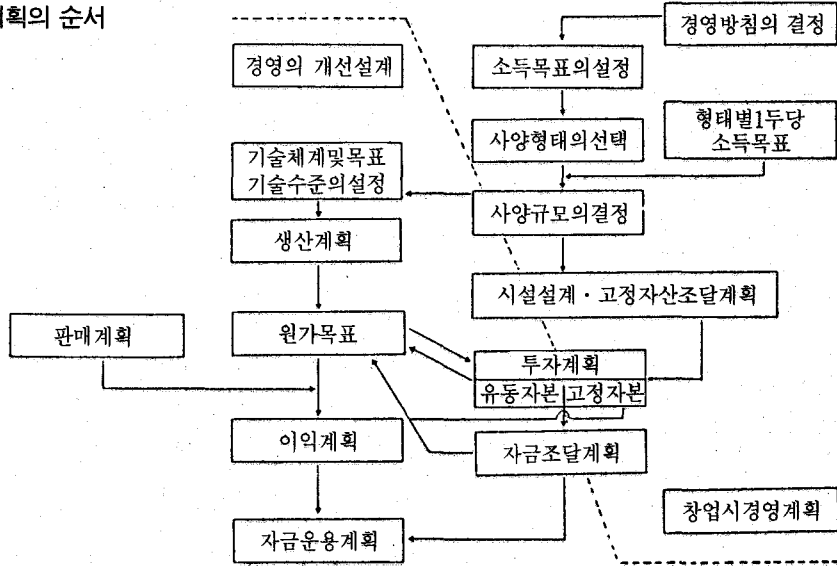 획의 순서
경영방침의 결정
경영의 개선설계
소득목표의설정
사양형태의선택
형태별1두당
소득목표
기술체계및목표
기술수준의설정
사양규모의결정
생산계획
시설설계·고정자산조달계획
판매계획
원가목표
투자계획
유동자본 고정자본
이익계획
자금조달계획
창업시경영계획
자금운용계획